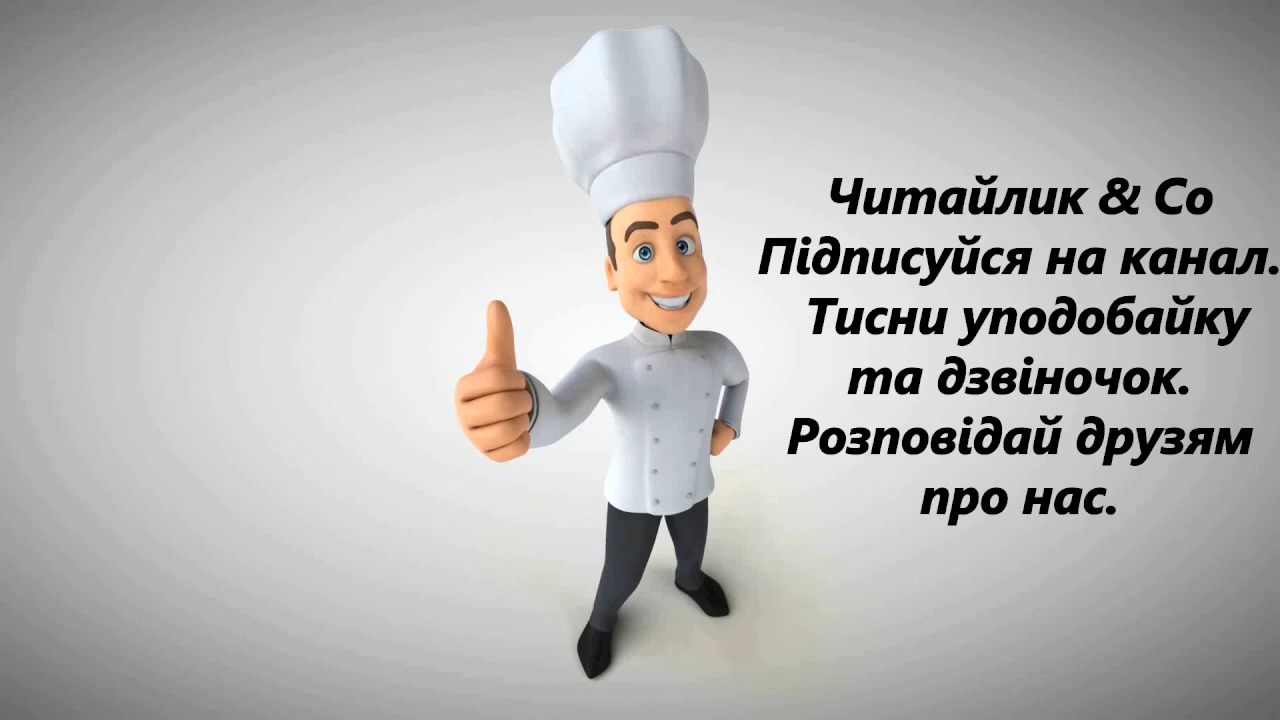 Читайлик & Co
Підписуйся на канал.
Тисни уподобайку
та дзвіночок.
Розповідай друзям
про нас.